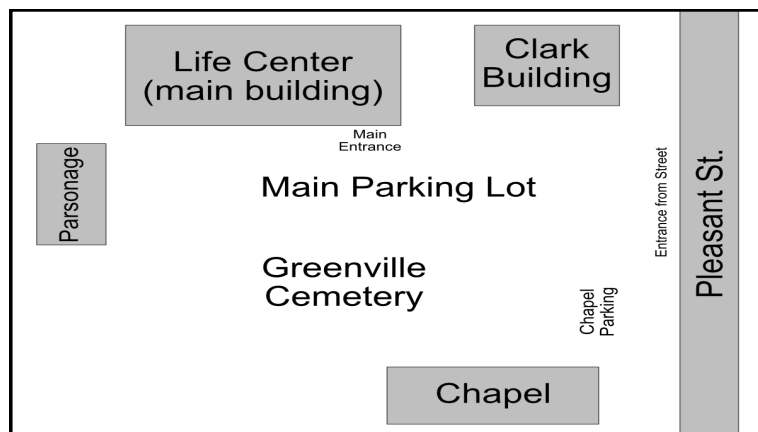 Life Center
(main building)
Clark
Building
Main
Entrance
Parsonage
Main Parking Lot
Entrance from Street
Pleasant St.
Greenville
Cemetery
Chapel
Parking
Chapel